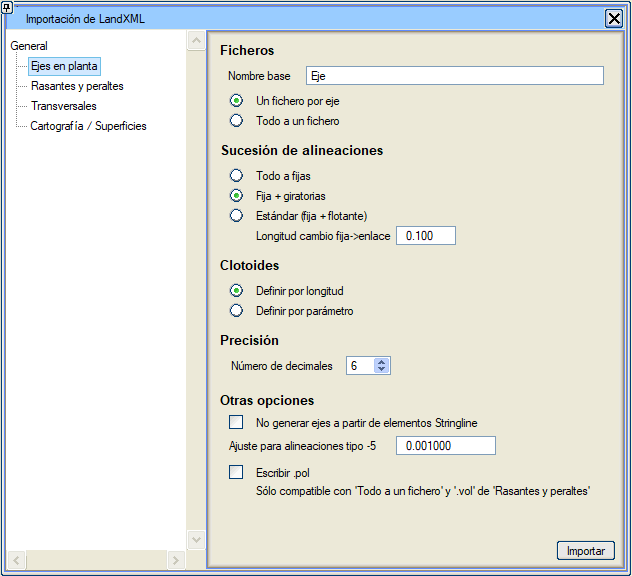 Importación de LandXML
General
Ejes en planta
Rasantes y peraltes
Transversales
Cartografía / Superficies
Ficheros
Nombre base Eje
Un fichero por eje
Todo a un fichero
Sucesión de alineaciones
Todo a fijas
Fija + giratorias
Estándar (fija + flotante)
Longitud cambio fija->enlace 0.100
Clotoides
Definir por longitud
Definir por parámetro
Precisión
Número de decimales 6
Otras opciones
No generar ejes a partir de elementos Stringline
Ajuste para alineaciones tipo -5 0.001000
Escribir .pol
Sólo compatible con 'Todo a un fichero' y '.vol' de 'Rasantes y peraltes'
Importar